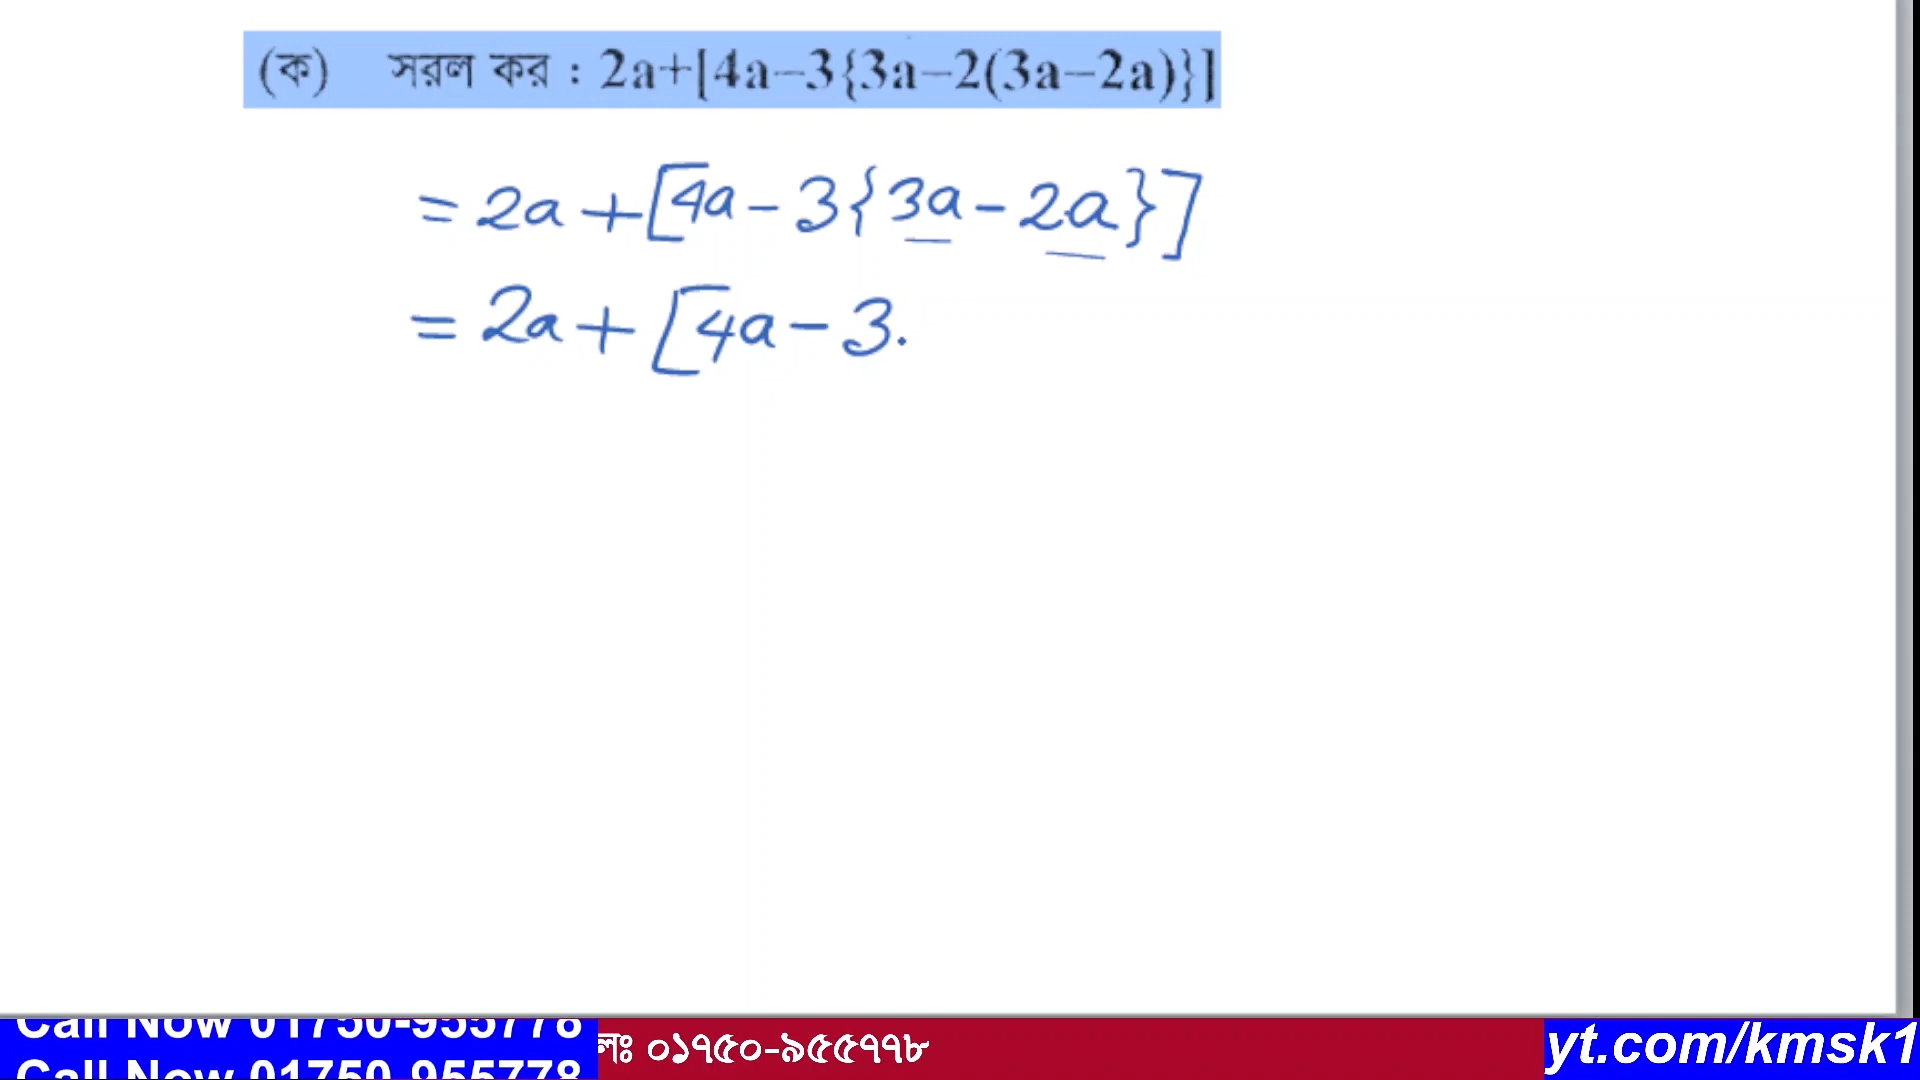 (ক) সরল কর : 2a+[4a−3{3a−2(3a−2a)}]
= 2a + [4a − 3{3a − 2a}]
= 2a + [4a − 3.
Call Now 01750-955778
Call Now 01750-955778
লঃ ০১৭৫০-৯৫৫৭৭৮
yt.com/kmsk1